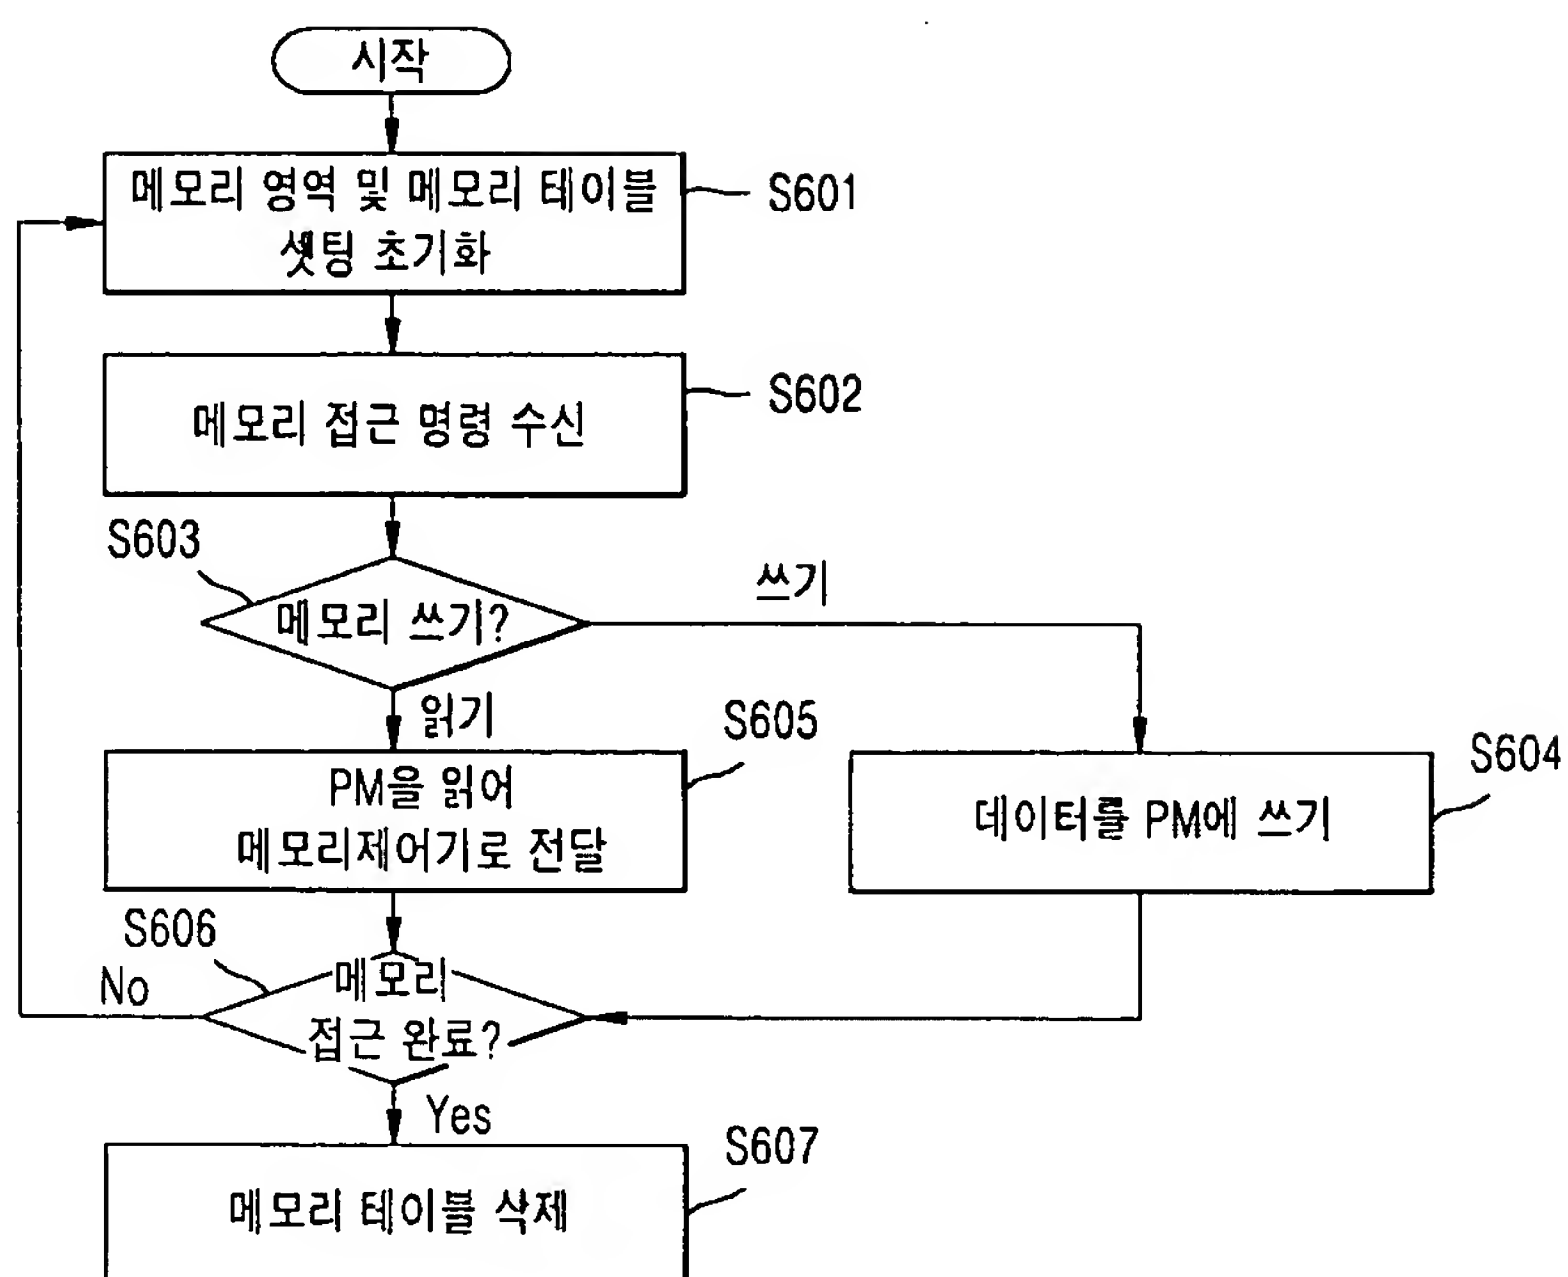 시작
메모리 영역 및 메모리 테이블
셋팅 초기화
S601
메모리 접근 명령 수신
S602
S603
메모리 쓰기?
쓰기
읽기
S605
PM을 읽어
메모리제어기로 전달
S604
데이터를 PM에 쓰기
S606
No
메모리
접근 완료?
Yes
S607
메모리 테이블 삭제